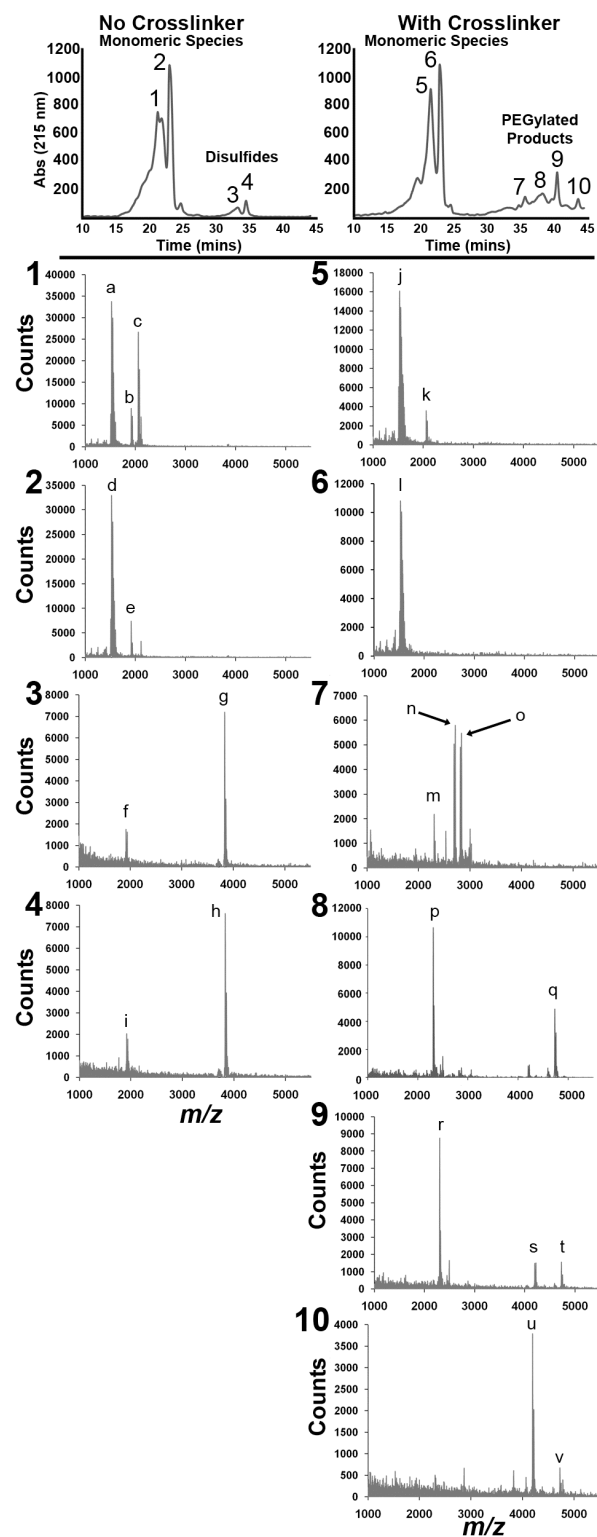 No Crosslinker
Monomeric Species
1200
1000
800
600
400
200
Abs (215 nm)
1
2
Disulfides
3
4
10 15 20 25 30 35 40 45
Time (mins)
With Crosslinker
Monomeric Species
1200
1000
800
600
400
200
5
6
PEGylated
Products
7
8
9
10
10 15 20 25 30 35 40 45
Time (mins)
1
Counts
40000
35000
30000
25000
20000
15000
10000
5000
0
a
b
c
1000 2000 3000 4000 5000
5
18000
16000
14000
12000
10000
8000
6000
4000
2000
0
j
k
1000 2000 3000 4000 5000
2
Counts
35000
30000
25000
20000
15000
10000
5000
0
d
e
1000 2000 3000 4000 5000
6
12000
10000
8000
6000
4000
2000
0
l
1000 2000 3000 4000 5000
3
Counts
8000
7000
6000
5000
4000
3000
2000
1000
0
f
g
1000 2000 3000 4000 5000
7
7000
6000
5000
4000
3000
2000
1000
0
m
n
o
1000 2000 3000 4000 5000
4
Counts
8000
7000
6000
5000
4000
3000
2000
1000
0
h
i
1000 2000 3000 4000 5000
m/z
8
12000
10000
8000
6000
4000
2000
0
p
q
1000 2000 3000 4000 5000
9
Counts
10000
9000
8000
7000
6000
5000
4000
3000
2000
1000
0
r
s
t
1000 2000 3000 4000 5000
10
Counts
4000
3500
3000
2500
2000
1500
1000
500
0
u
v
1000 2000 3000 4000 5000
m/z